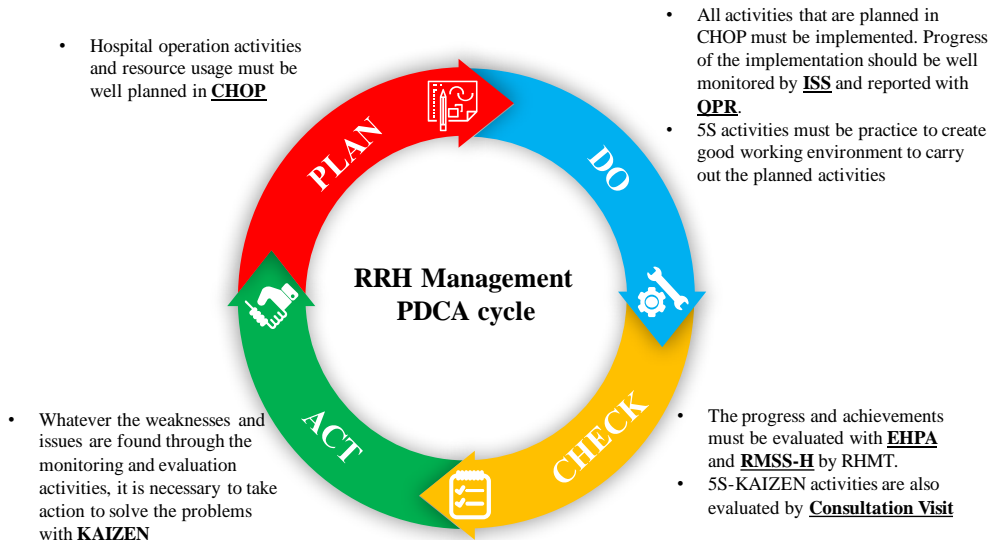 • Hospital operation activities
and resource usage must be
well planned in CHOP
PLAN
• All activities that are planned in
CHOP must be implemented. Progress
of the implementation should be well
monitored by ISS and reported with
QPR.
• 5S activities must be practice to create
good working environment to carry
out the planned activities
DO
RRH Management
PDCA cycle
• The progress and achievements
must be evaluated with EHPA
and RMSS-H by RHMT.
• 5S-KAIZEN activities are also
evaluated by Consultation Visit
CHECK
• Whatever the weaknesses and
issues are found through the
monitoring and evaluation
activities, it is necessary to take
action to solve the problems
with KAIZEN
ACT